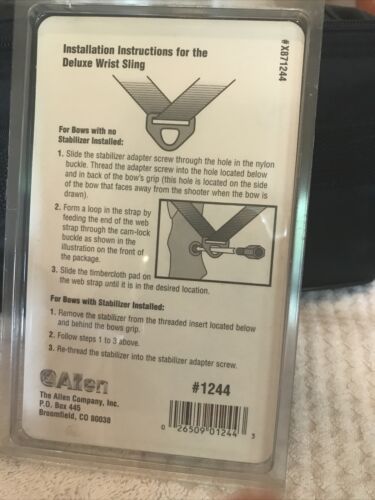 Installation Instructions for the
Deluxe Wrist Sling
#X871244
For Bows with no
Stabilizer Installed:
1. Slide the stabilizer adapter screw through the hole in the nylon
buckle. Thread the adapter screw into the hole located below
and in back of the bow's grip (this hole is located on the side
of the bow that faces away from the shooter when the bow is
drawn).
2. Form a loop in the strap by
feeding the end of the web
strap through the cam-lock
buckle as shown in the
illustration on the front of
the package.
3. Slide the timbercloth pad on
the web strap until it is in the desired location.
For Bows with Stabilizer Installed:
1. Remove the stabilizer from the threaded insert located below
and behind the bows grip.
2. Follow steps 1 to 3 above.
3. Re-thread the stabilizer into the stabilizer adapter screw.
Allen
The Allen Company, Inc.
P.O. Box 445
Broomfield, CO 80038
#1244
0 26509 01244 3